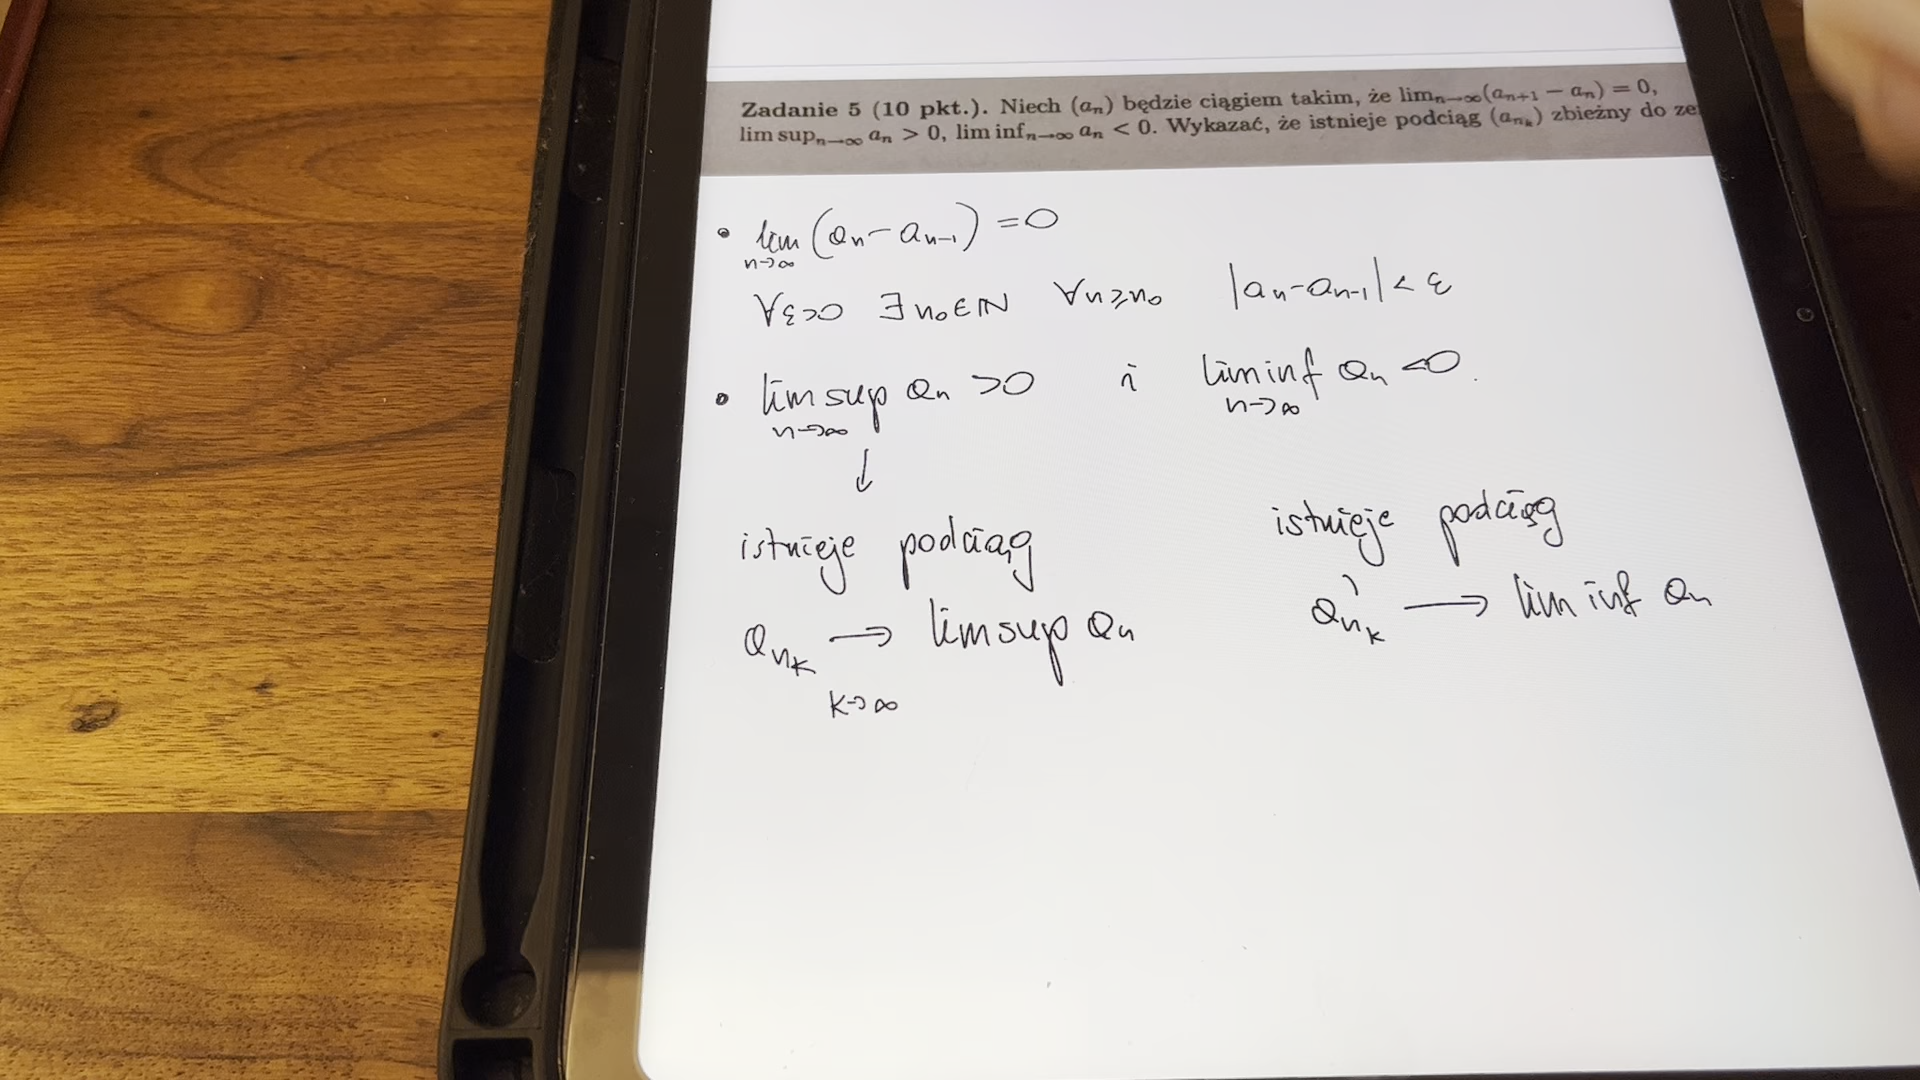 Zadanie 5 (10 pkt.). Niech (aₙ) będzie ciągiem takim, że limₙ→∞(aₙ₊₁ − aₙ) = 0,
lim supₙ→∞ aₙ > 0, lim infₙ→∞ aₙ < 0. Wykazać, że istnieje podciąg (aₙₖ) zbieżny do
• lim (aₙ − aₙ₋₁) = 0
n→∞
∀ε>0 ∃n₀∈ℕ ∀n⩾n₀ |aₙ−aₙ₋₁| < ε
• lim sup aₙ > 0 i lim inf aₙ < 0.
n→∞ n→∞
↓
istnieje podciąg istnieje podciąg
aₙₖ → lim sup aₙ a'ₙₖ → lim inf aₙ
k→∞